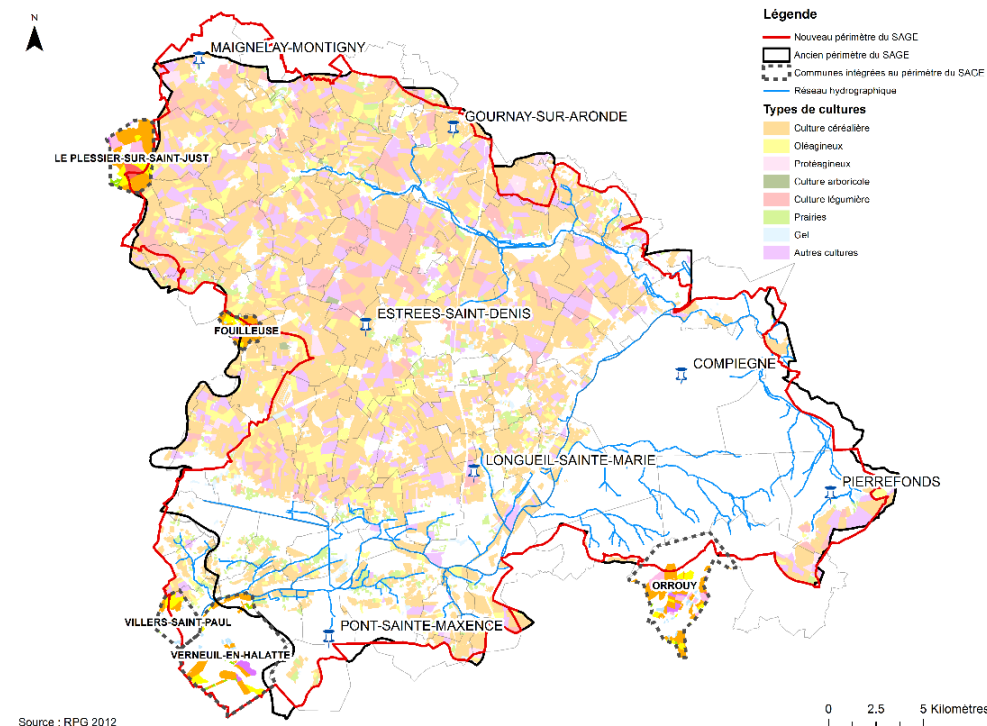 N
MAIGNELAY-MONTIGNY
GOURNAY-SUR-ARONDE
LE PLESSIER-SUR-SAINT-JUST
ESTREES-SAINT-DENIS
FOUILLEUSE
COMPIEGNE
LONGUEIL-SAINTE-MARIE
PIERREFONDS
ORROUY
VILLERS-SAINT-PAUL
PONT-SAINTE-MAXENCE
VERNEUIL-EN-HALATTE
Légende
Nouveau périmètre du SAGE
Ancien périmètre du SAGE
Communes intégrées au périmètre du SAGE
Réseau hydrographique
Types de cultures
Culture céréalière
Oléagineux
Protéagineux
Culture arboricole
Culture légumière
Prairies
Gel
Autres cultures
0 2.5 5 Kilomètres
Source : RPG 2012